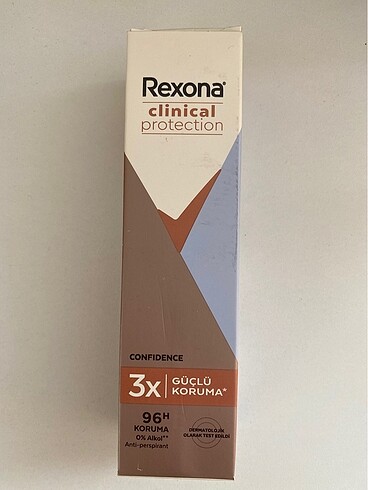 Rexona®
clinical
protection
CONFIDENCE
3x
GÜÇLÜ
KORUMA*
96H
KORUMA
0% Alkol**
Anti-perspirant
DERMATOLOJİK
OLARAK TEST EDİLDİ